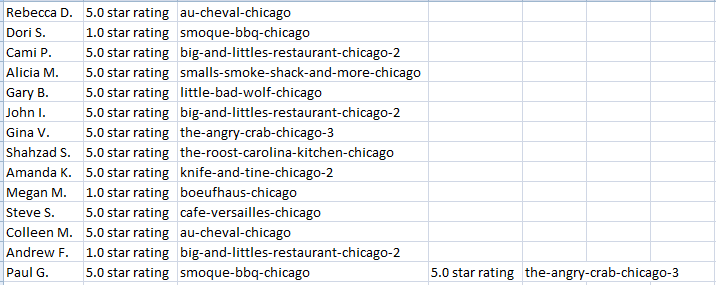 Rebecca D. 5.0 star rating au-cheval-chicago
Dori S. 1.0 star rating smoque-bbq-chicago
Cami P. 5.0 star rating big-and-littles-restaurant-chicago-2
Alicia M. 5.0 star rating smalls-smoke-shack-and-more-chicago
Gary B. 5.0 star rating little-bad-wolf-chicago
John I. 5.0 star rating big-and-littles-restaurant-chicago-2
Gina V. 5.0 star rating the-angry-crab-chicago-3
Shahzad S. 5.0 star rating the-roost-carolina-kitchen-chicago
Amanda K. 5.0 star rating knife-and-tine-chicago-2
Megan M. 1.0 star rating boeufhaus-chicago
Steve S. 5.0 star rating cafe-versailles-chicago
Colleen M. 5.0 star rating au-cheval-chicago
Andrew F. 1.0 star rating big-and-littles-restaurant-chicago-2
Paul G. 5.0 star rating smoque-bbq-chicago 5.0 star rating the-angry-crab-chicago-3